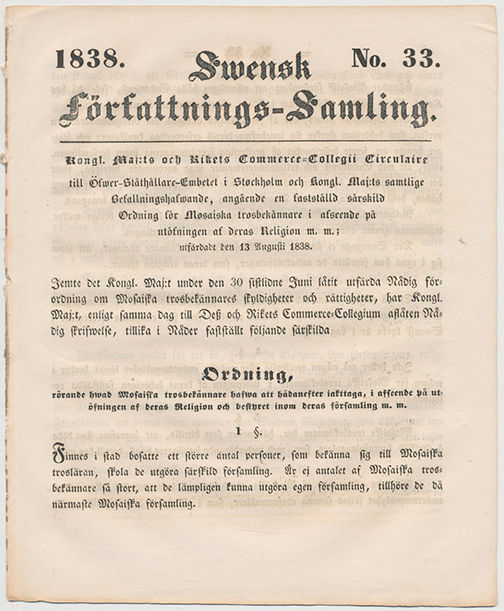 1838.
No. 33.
Swensk
Författnings-Samling.
Kongl. Maj:ts och Rikets Commerce-Collegii Circulaire
till Öfwer-Ståthållare-Embetet i Stockholm och Kongl. Maj:ts samtlige
Befallningshafwande, angående en fastställd särskild
Ordning för Mosaiska trosbekännare i afseende på
utöfningen af deras Religion m. m.;
utfärdadt den 13 Augusti 1838.
Jemte det Kongl. Maj:t under den 30 sistlidne Juni låtit utfärda Nådig för-
ordning om Mosaiska trosbekännares skyldigheter och rättigheter, har Kongl.
Maj:t, enligt samma dag till Deß och Rikets Commerce-Collegium aflåten Nå-
dig skrifwelse, tillika i Nåder fastställt följande särskilda
Ordning,
rörande hwad Mosaiska trosbekännare hafwa att hädanefter iakttaga, i afseende på ut-
öfningen af deras Religion och bestyret inom deras församling m. m.
1 §.
Finnes i stad bosatte ett större antal personer, som bekänna sig till Mosaiska
trosläran, skola de utgöra särskild församling. Är ej antalet af Mosaiska tros-
bekännare så stort, att de lämpligen kunna utgöra egen församling, tillhöre de då
närmaste Mosaiska församling.